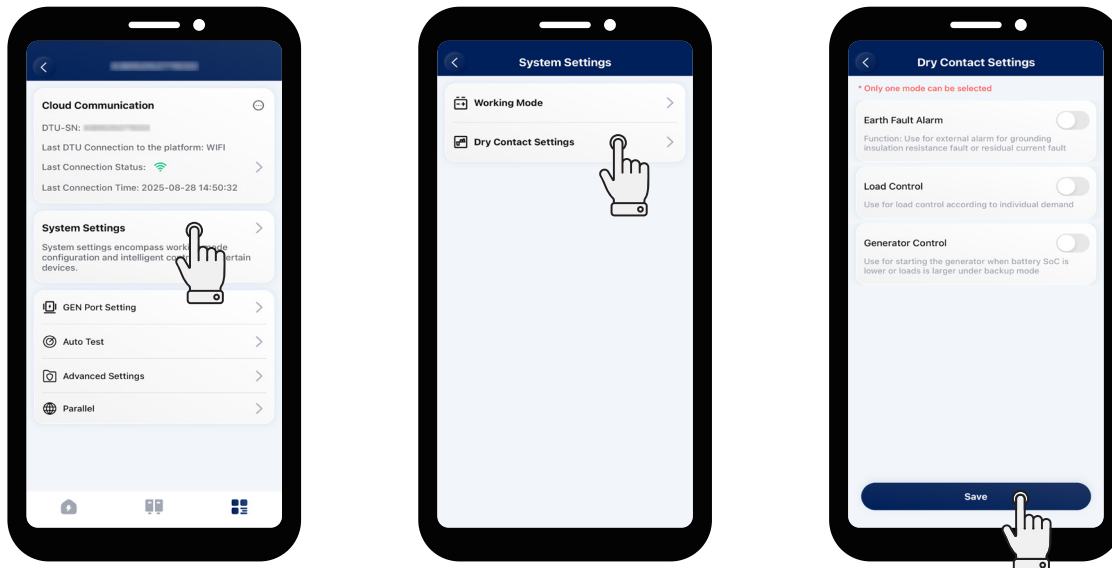 Cloud Communication
DTU-SN:
Last DTU Connection to the platform: WIFI
Last Connection Status:
Last Connection Time: 2025-08-28 14:50:32
System Settings
System settings encompass working mode
configuration and intelligent certain
devices.
GEN Port Setting
Auto Test
Advanced Settings
Parallel
System Settings
Working Mode
Dry Contact Settings
Dry Contact Settings
* Only one mode can be selected
Earth Fault Alarm
Function: Use for external alarm for grounding
insulation resistance fault or residual current fault
Load Control
Use for load control according to individual demand
Generator Control
Use for starting the generator when battery SoC is
lower or loads is larger under backup mode
Save